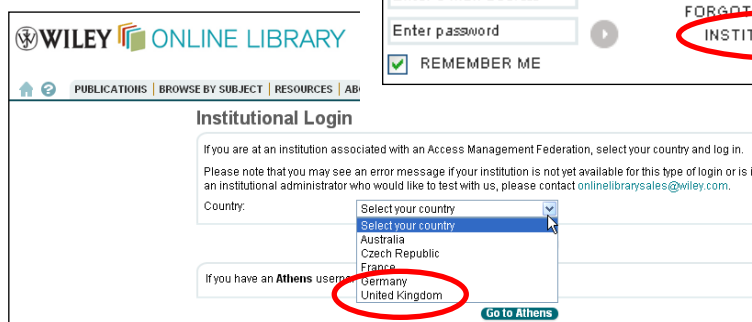 FORGOT
Enter password
INSTIT
REMEMBER ME
WILEY ONLINE LIBRARY
PUBLICATIONS | BROWSE BY SUBJECT | RESOURCES | AB
Institutional Login
If you are at an institution associated with an Access Management Federation, select your country and log in.
Please note that you may see an error message if your institution is not yet available for this type of login or is i
an institutional administrator who would like to test with us, please contact onlinelibrarysales@wiley.com.
Country:
Select your country
Select your country
Australia
Czech Republic
France
Germany
United Kingdom
If you have an Athens userna
Go to Athens